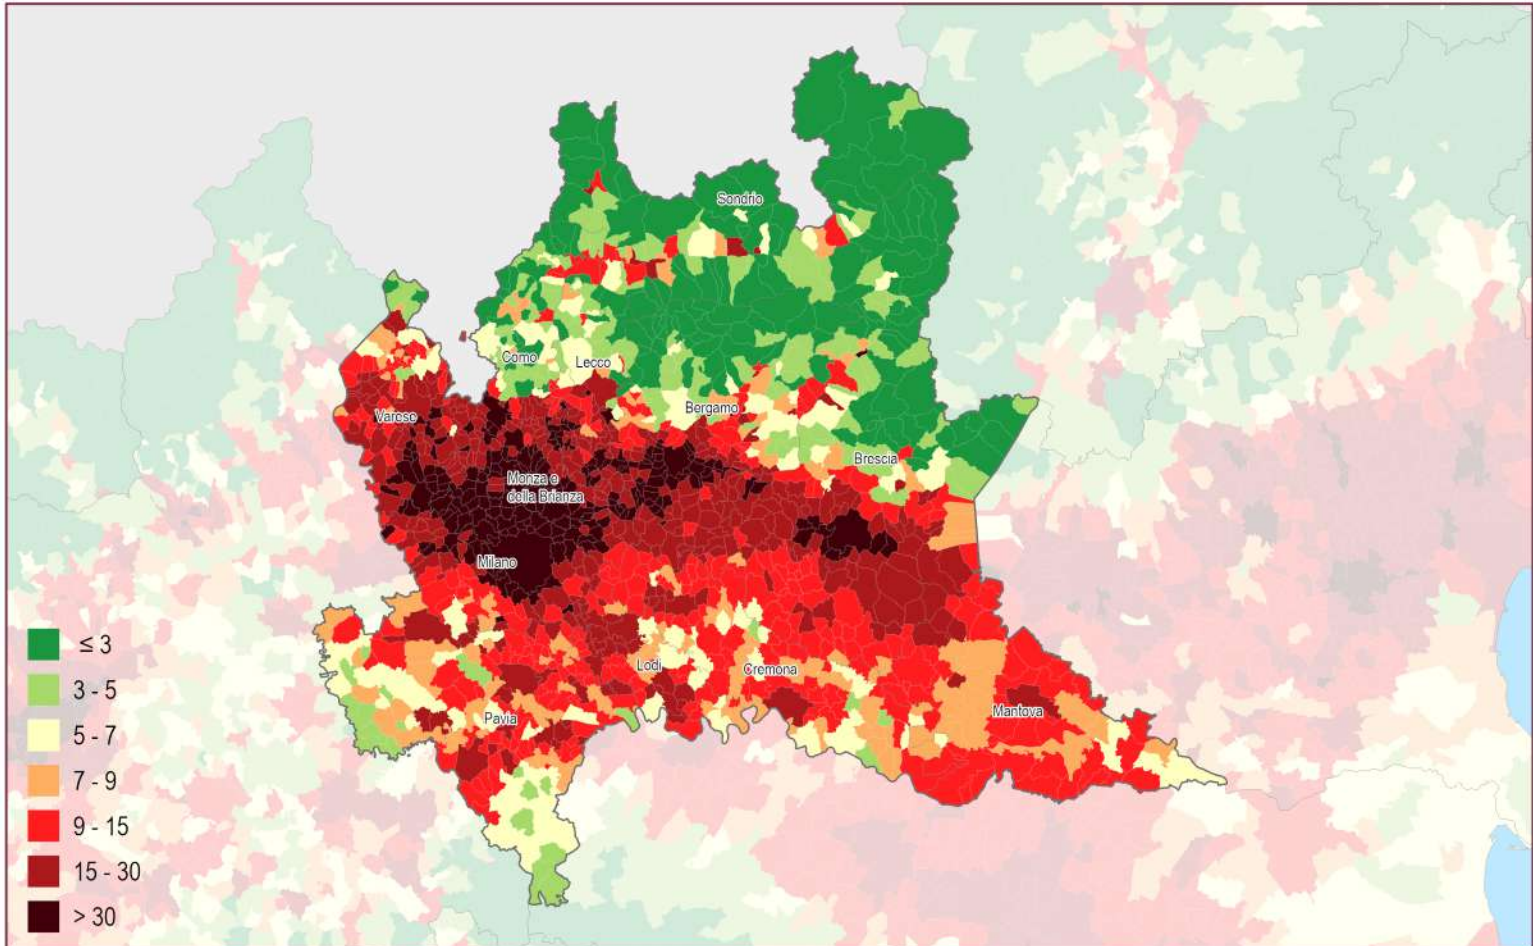 Sondrio
Como
Lecco
Bergamo
Varese
Brescia
Monza e
della Brianza
Milano
Lodi
Cremona
Pavia
Mantova
≤ 3
3 - 5
5 - 7
7 - 9
9 - 15
15 - 30
> 30